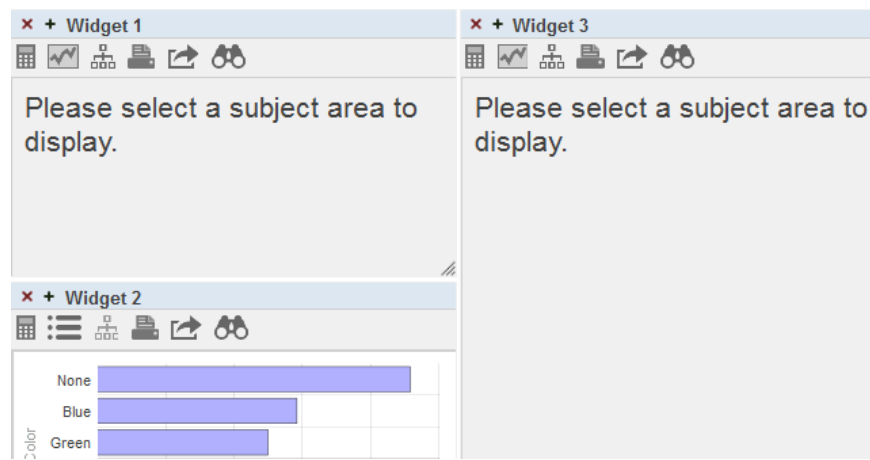 Widget 1
Please select a subject area to
display.
Widget 2
None
Blue
Green
Color
Widget 3
Please select a subject area to
display.